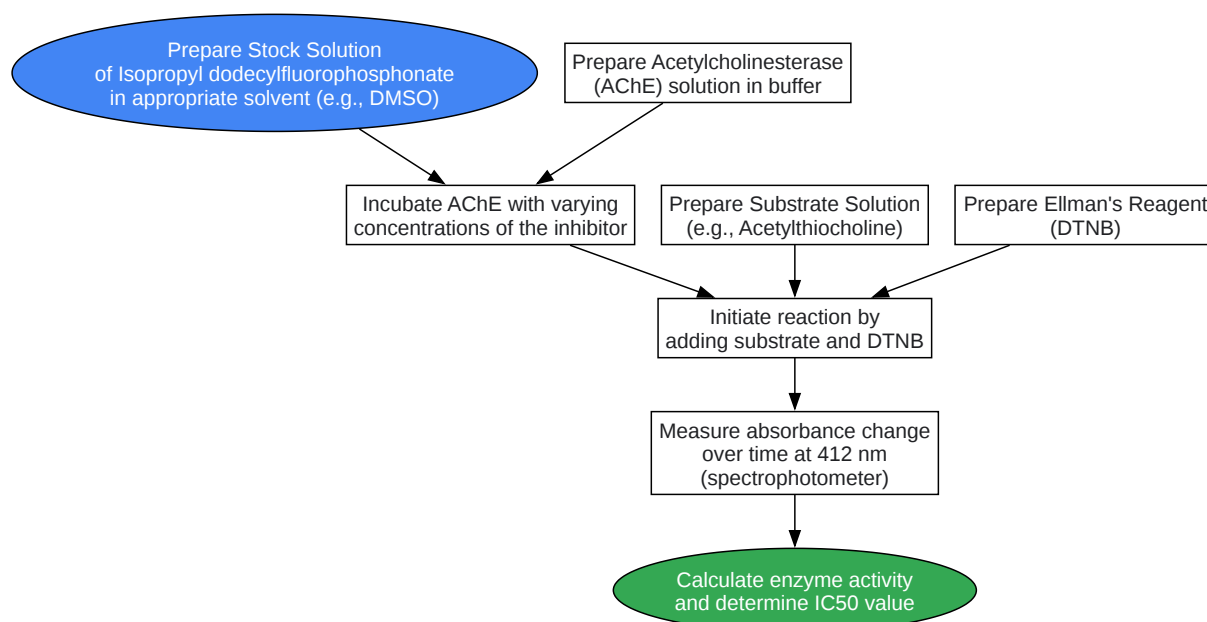 Prepare Stock Solution
of Isopropyl dodecylfluorophosphonate
in appropriate solvent (e.g., DMSO)
Prepare Acetylcholinesterase
(AChE) solution in buffer
Incubate AChE with varying
concentrations of the inhibitor
Prepare Substrate Solution
(e.g., Acetylthiocholine)
Prepare Ellman's Reagent
(DTNB)
Initiate reaction by
adding substrate and DTNB
Measure absorbance change
over time at 412 nm
(spectrophotometer)
Calculate enzyme activity
and determine IC50 value